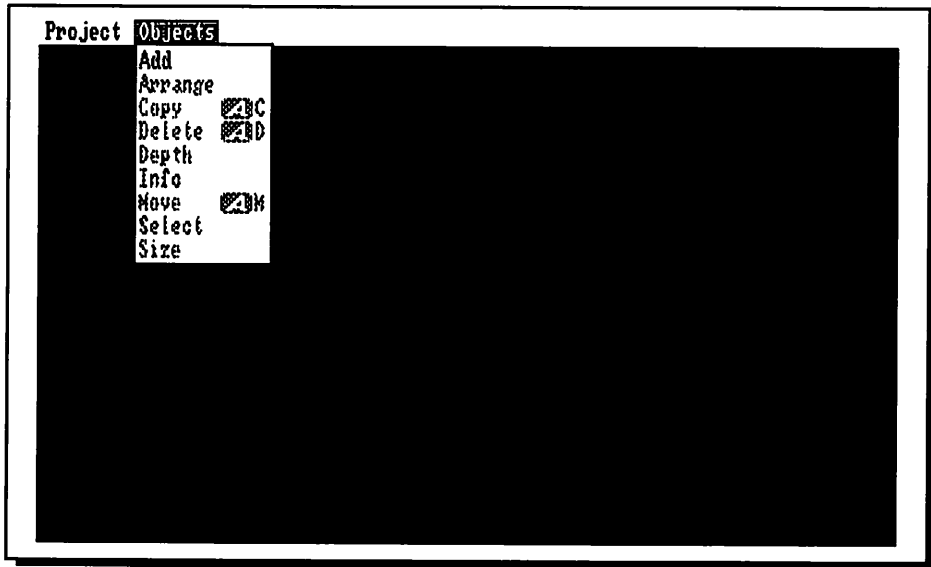 Project Objects
Add
Arrange
Copy A C
Delete A D
Depth
Info
Move A M
Select
Size